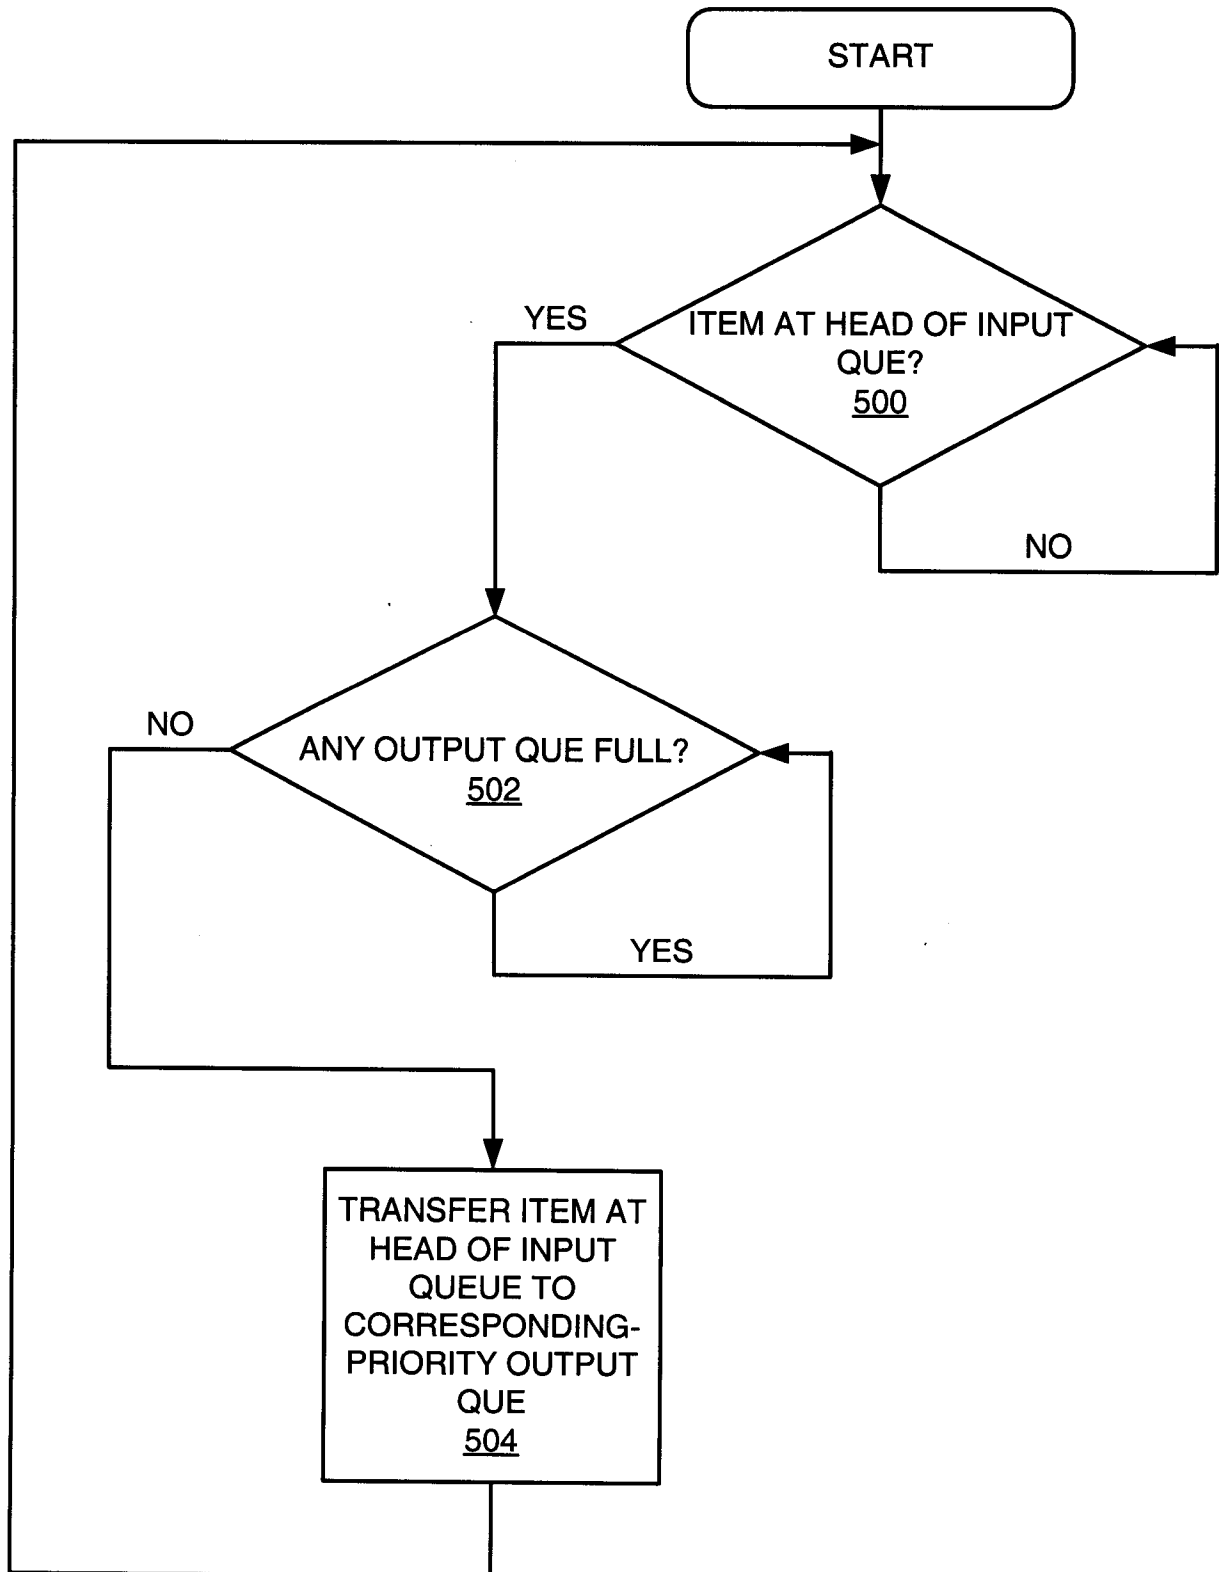 START
YES
ITEM AT HEAD OF INPUT
QUE?
500
NO
NO
ANY OUTPUT QUE FULL?
502
YES
TRANSFER ITEM AT
HEAD OF INPUT
QUEUE TO
CORRESPONDING-
PRIORITY OUTPUT
QUE
504